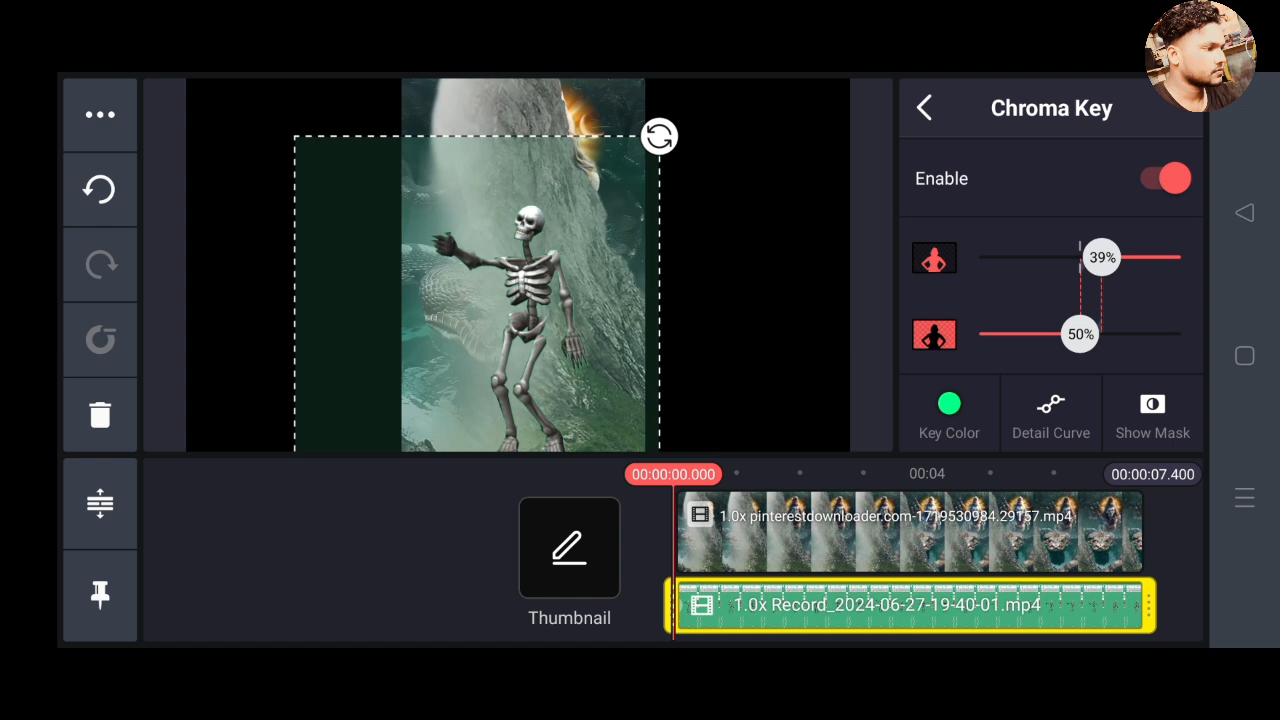 Chroma Key
Enable
39%
50%
Key Color
Detail Curve
Show Mask
00:00:00.000
00:04
00:00:07.400
1.0x pinterestdownloader.com-1719530984.29157.mp4
1.0x Record_2024-06-27-19-40-01.mp4
Thumbnail